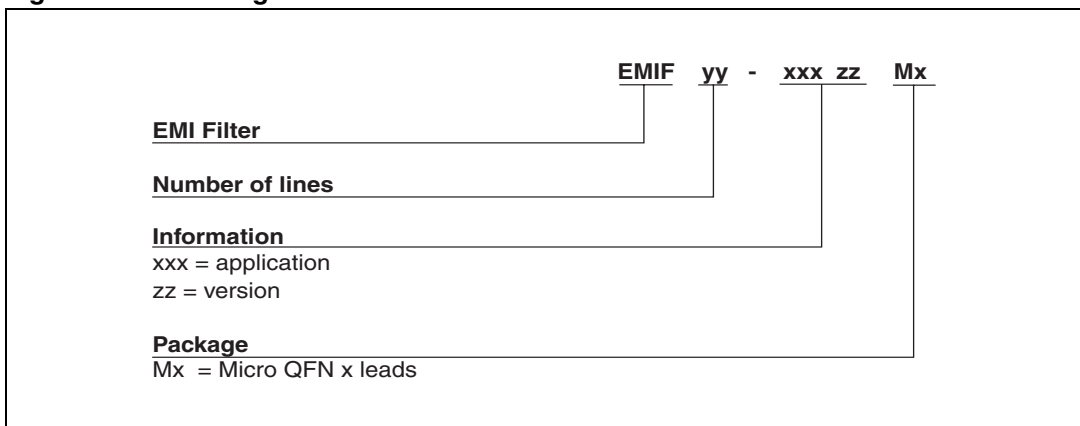 EMIF yy - xxx zz Mx
EMI Filter
Number of lines
Information
xxx = application
zz = version
Package
Mx = Micro QFN x leads